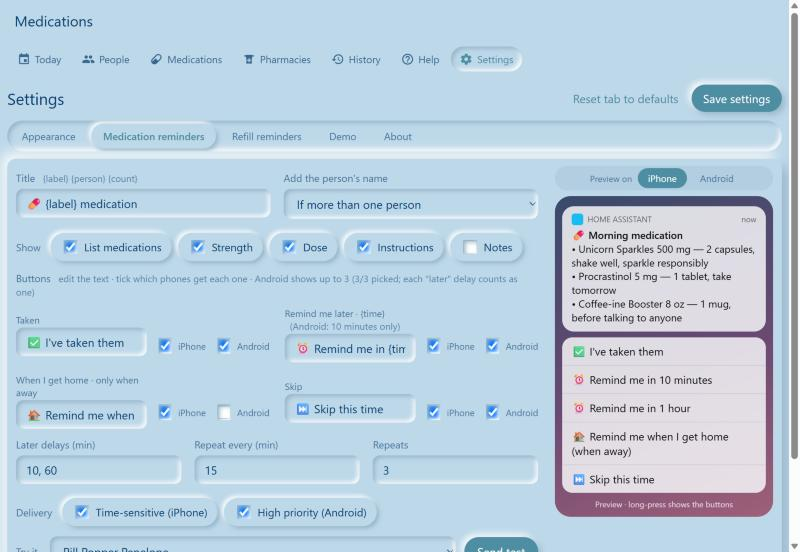 Medications
Today People Medications Pharmacies History Help Settings
Settings
Reset tab to defaults Save settings
Appearance Medication reminders Refill reminders Demo About
Title {label} {person} {count}
{label} medication
Add the person's name
If more than one person
Show List medications Strength Dose Instructions Notes
Buttons edit the text · tick which phones get each one · Android shows up to 3 (3/3 picked; each "later" delay counts as
one)
Taken
I've taken them iPhone Android
Remind me later · {time}
(Android: 10 minutes only)
Remind me in {tim iPhone Android
When I get home · only when
away
Remind me when iPhone Android
Skip
Skip this time iPhone Android
Later delays (min) Repeat every (min) Repeats
10, 60 15 3
Delivery Time-sensitive (iPhone) High priority (Android)
Try it Pill Popper Penelope Send test
Preview on iPhone Android
HOME ASSISTANT now
Morning medication
• Unicorn Sparkles 500 mg — 2 capsules,
shake well, sparkle responsibly
• Procrastinol 5 mg — 1 tablet, take
tomorrow
• Coffee-ine Booster 8 oz — 1 mug,
before talking to anyone
I've taken them
Remind me in 10 minutes
Remind me in 1 hour
Remind me when I get home
(when away)
Skip this time
Preview · long-press shows the buttons